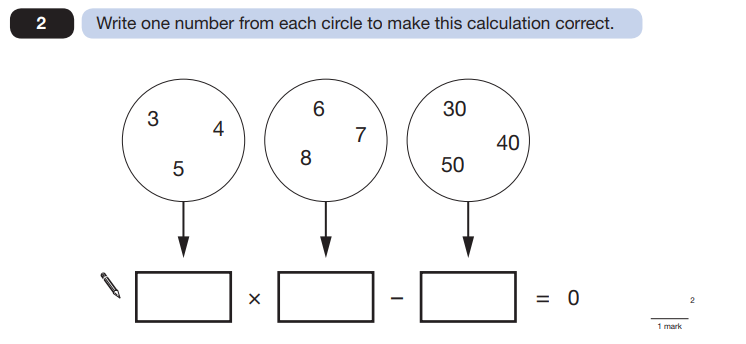 2 Write one number from each circle to make this calculation correct.
3 4 5
6 7 8
30 40 50
× − = 0
2
1 mark